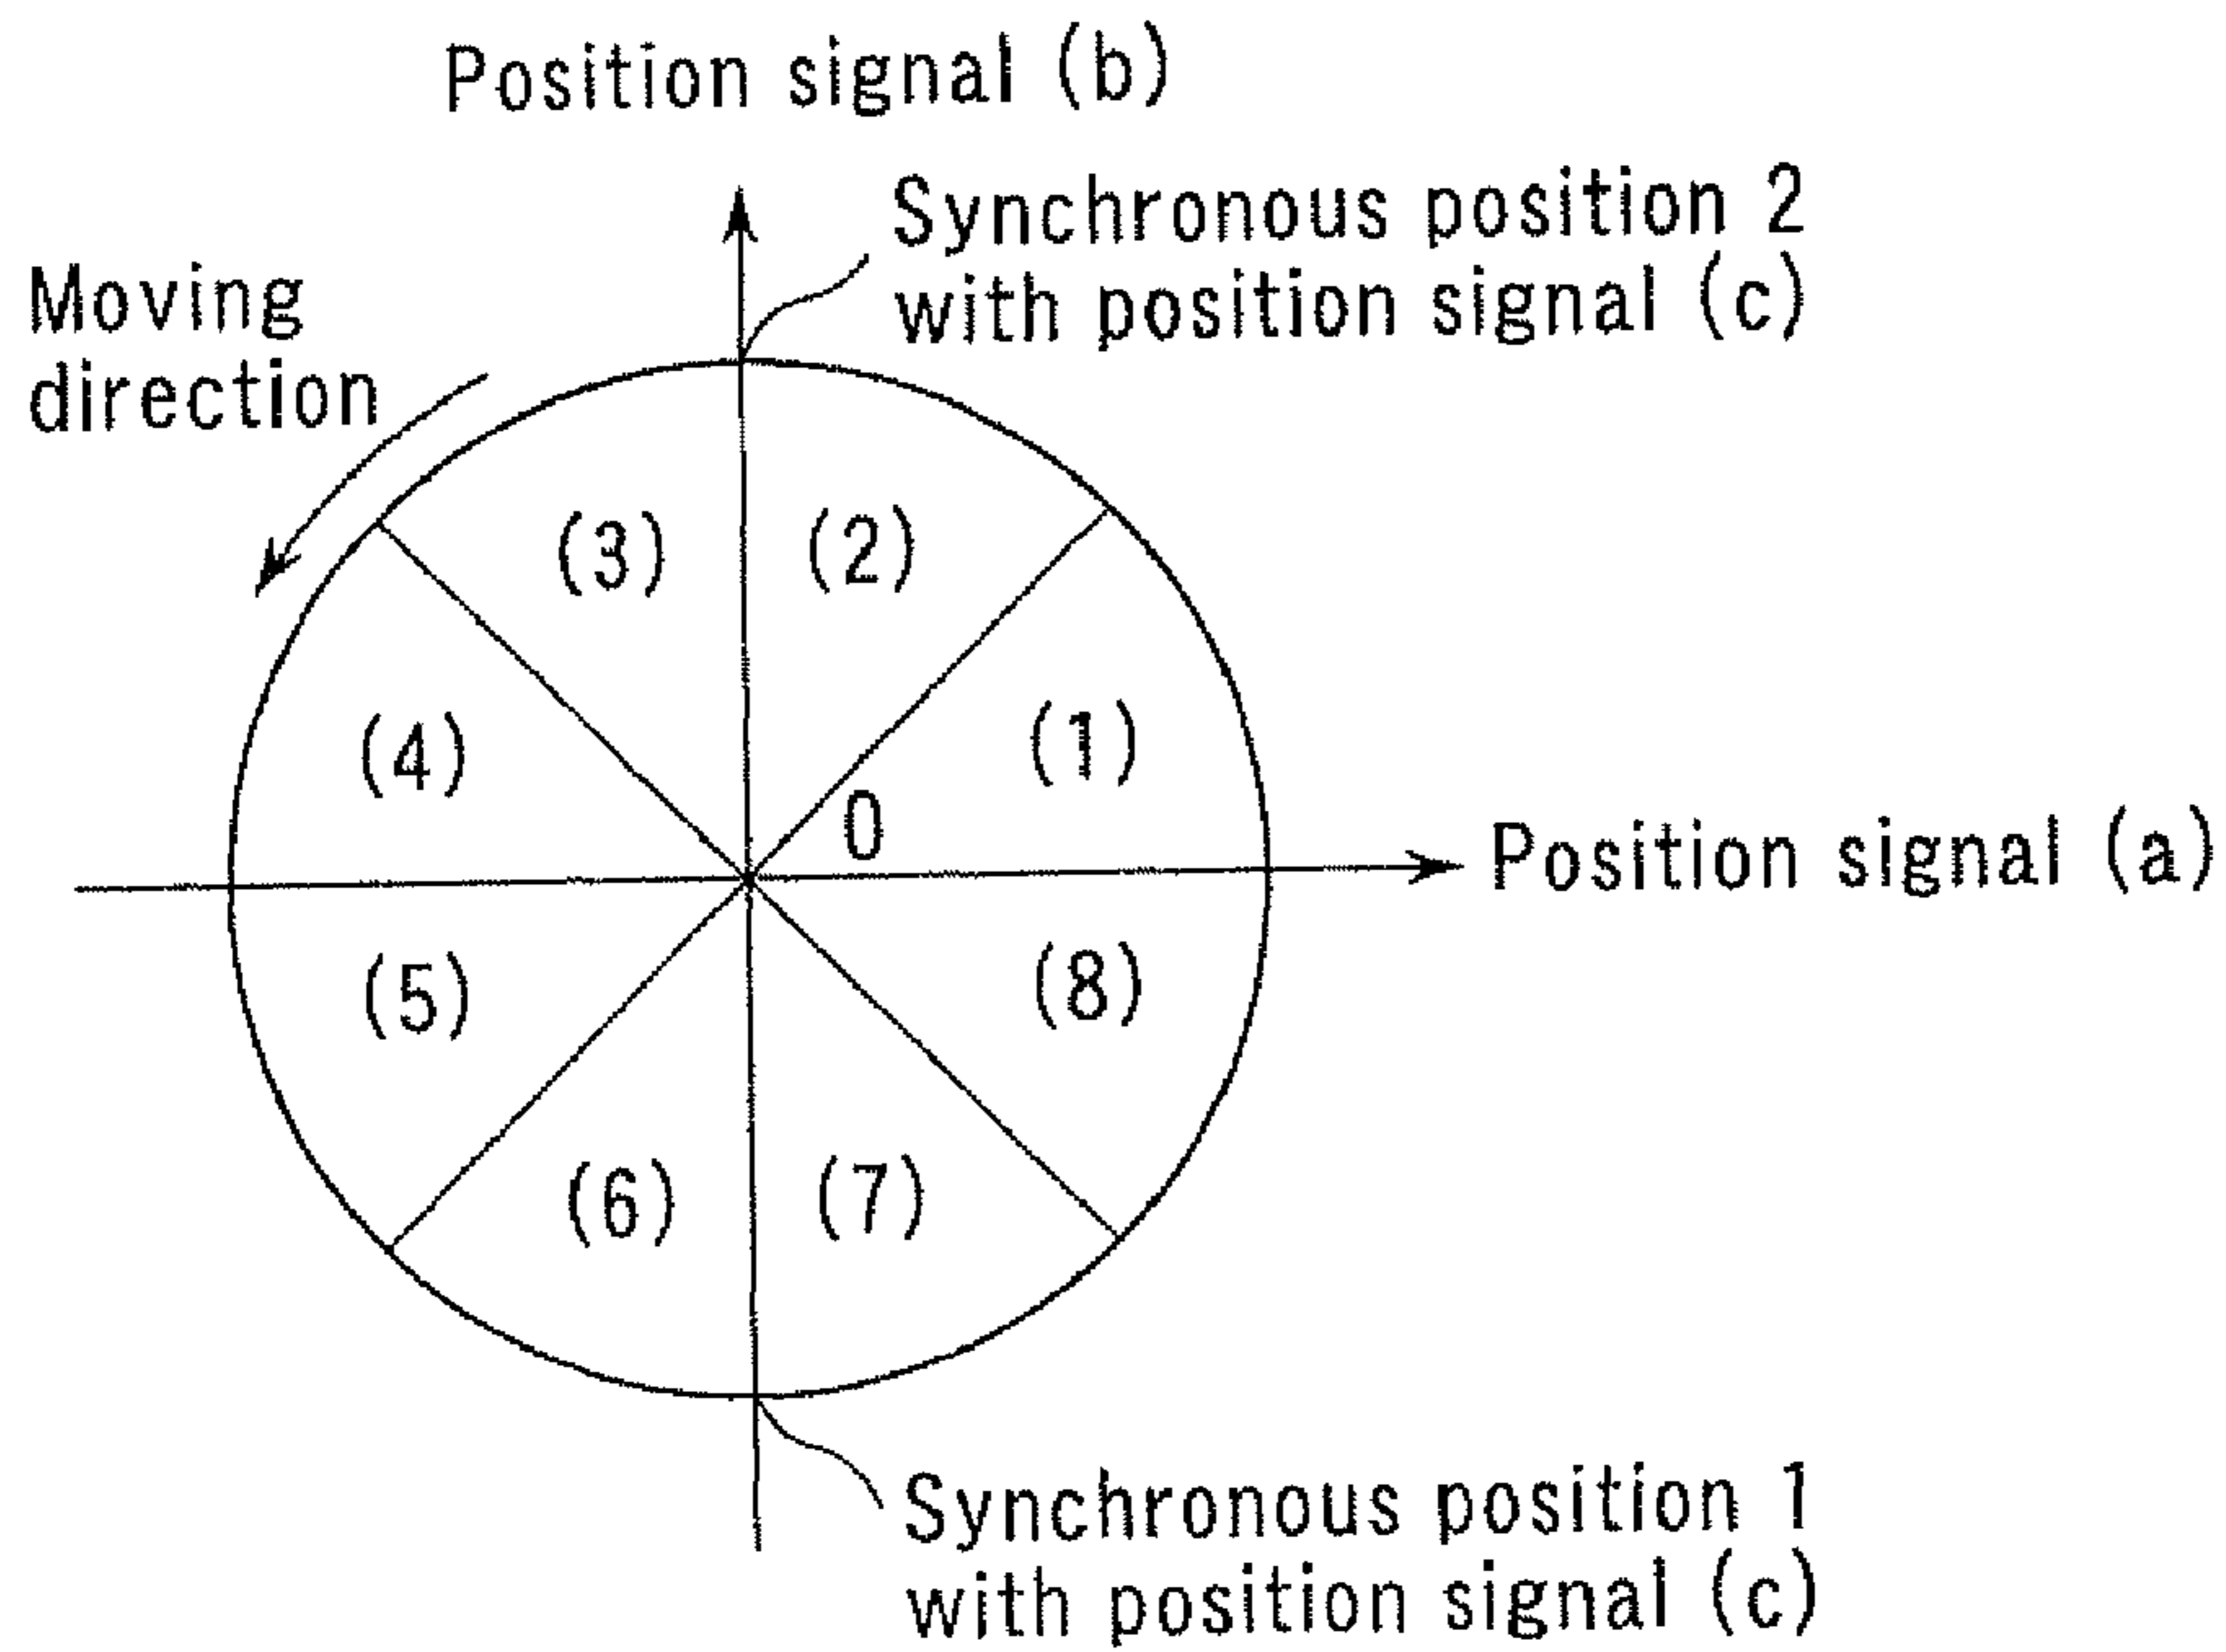 Position signal (b)
Synchronous position 2
with position signal (c)
Moving
direction
(3)
(2)
(4)
(1)
0
Position signal (a)
(5)
(8)
(6)
(7)
Synchronous position 1
with position signal (c)